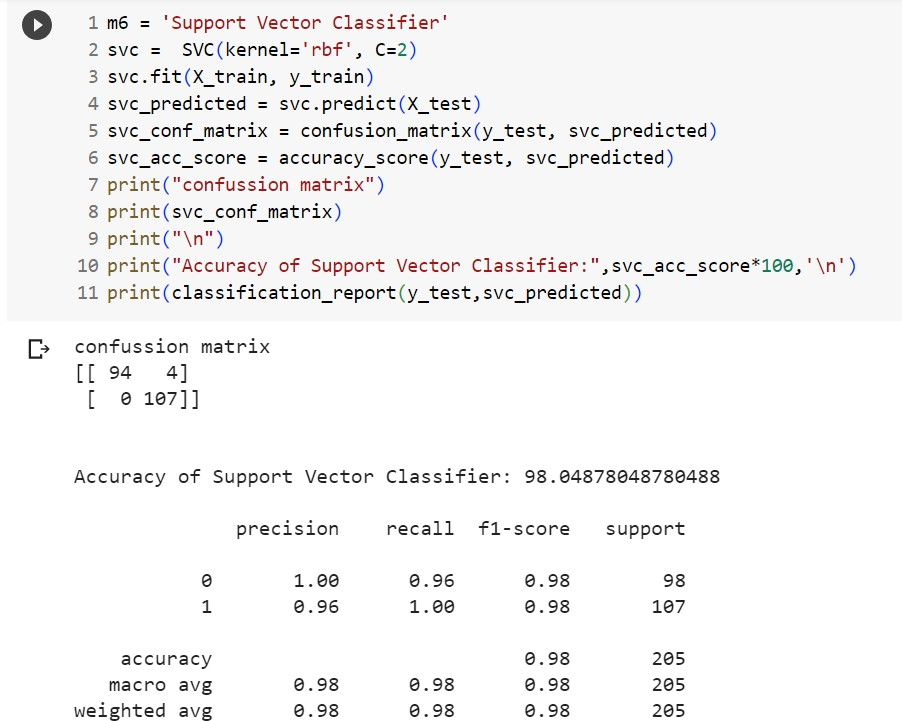 1 m6 = 'Support Vector Classifier'
2 svc =  SVC(kernel='rbf', C=2)
3 svc.fit(X_train, y_train)
4 svc_predicted = svc.predict(X_test)
5 svc_conf_matrix = confusion_matrix(y_test, svc_predicted)
6 svc_acc_score = accuracy_score(y_test, svc_predicted)
7 print("confussion matrix")
8 print(svc_conf_matrix)
9 print("\n")
10 print("Accuracy of Support Vector Classifier:",svc_acc_score*100,'\n')
11 print(classification_report(y_test,svc_predicted))
confussion matrix
[[ 94   4]
 [  0 107]]
Accuracy of Support Vector Classifier: 98.04878048780488
              precision    recall  f1-score   support
           0       1.00      0.96      0.98        98
           1       0.96      1.00      0.98       107
    accuracy                           0.98       205
   macro avg       0.98      0.98      0.98       205
weighted avg       0.98      0.98      0.98       205